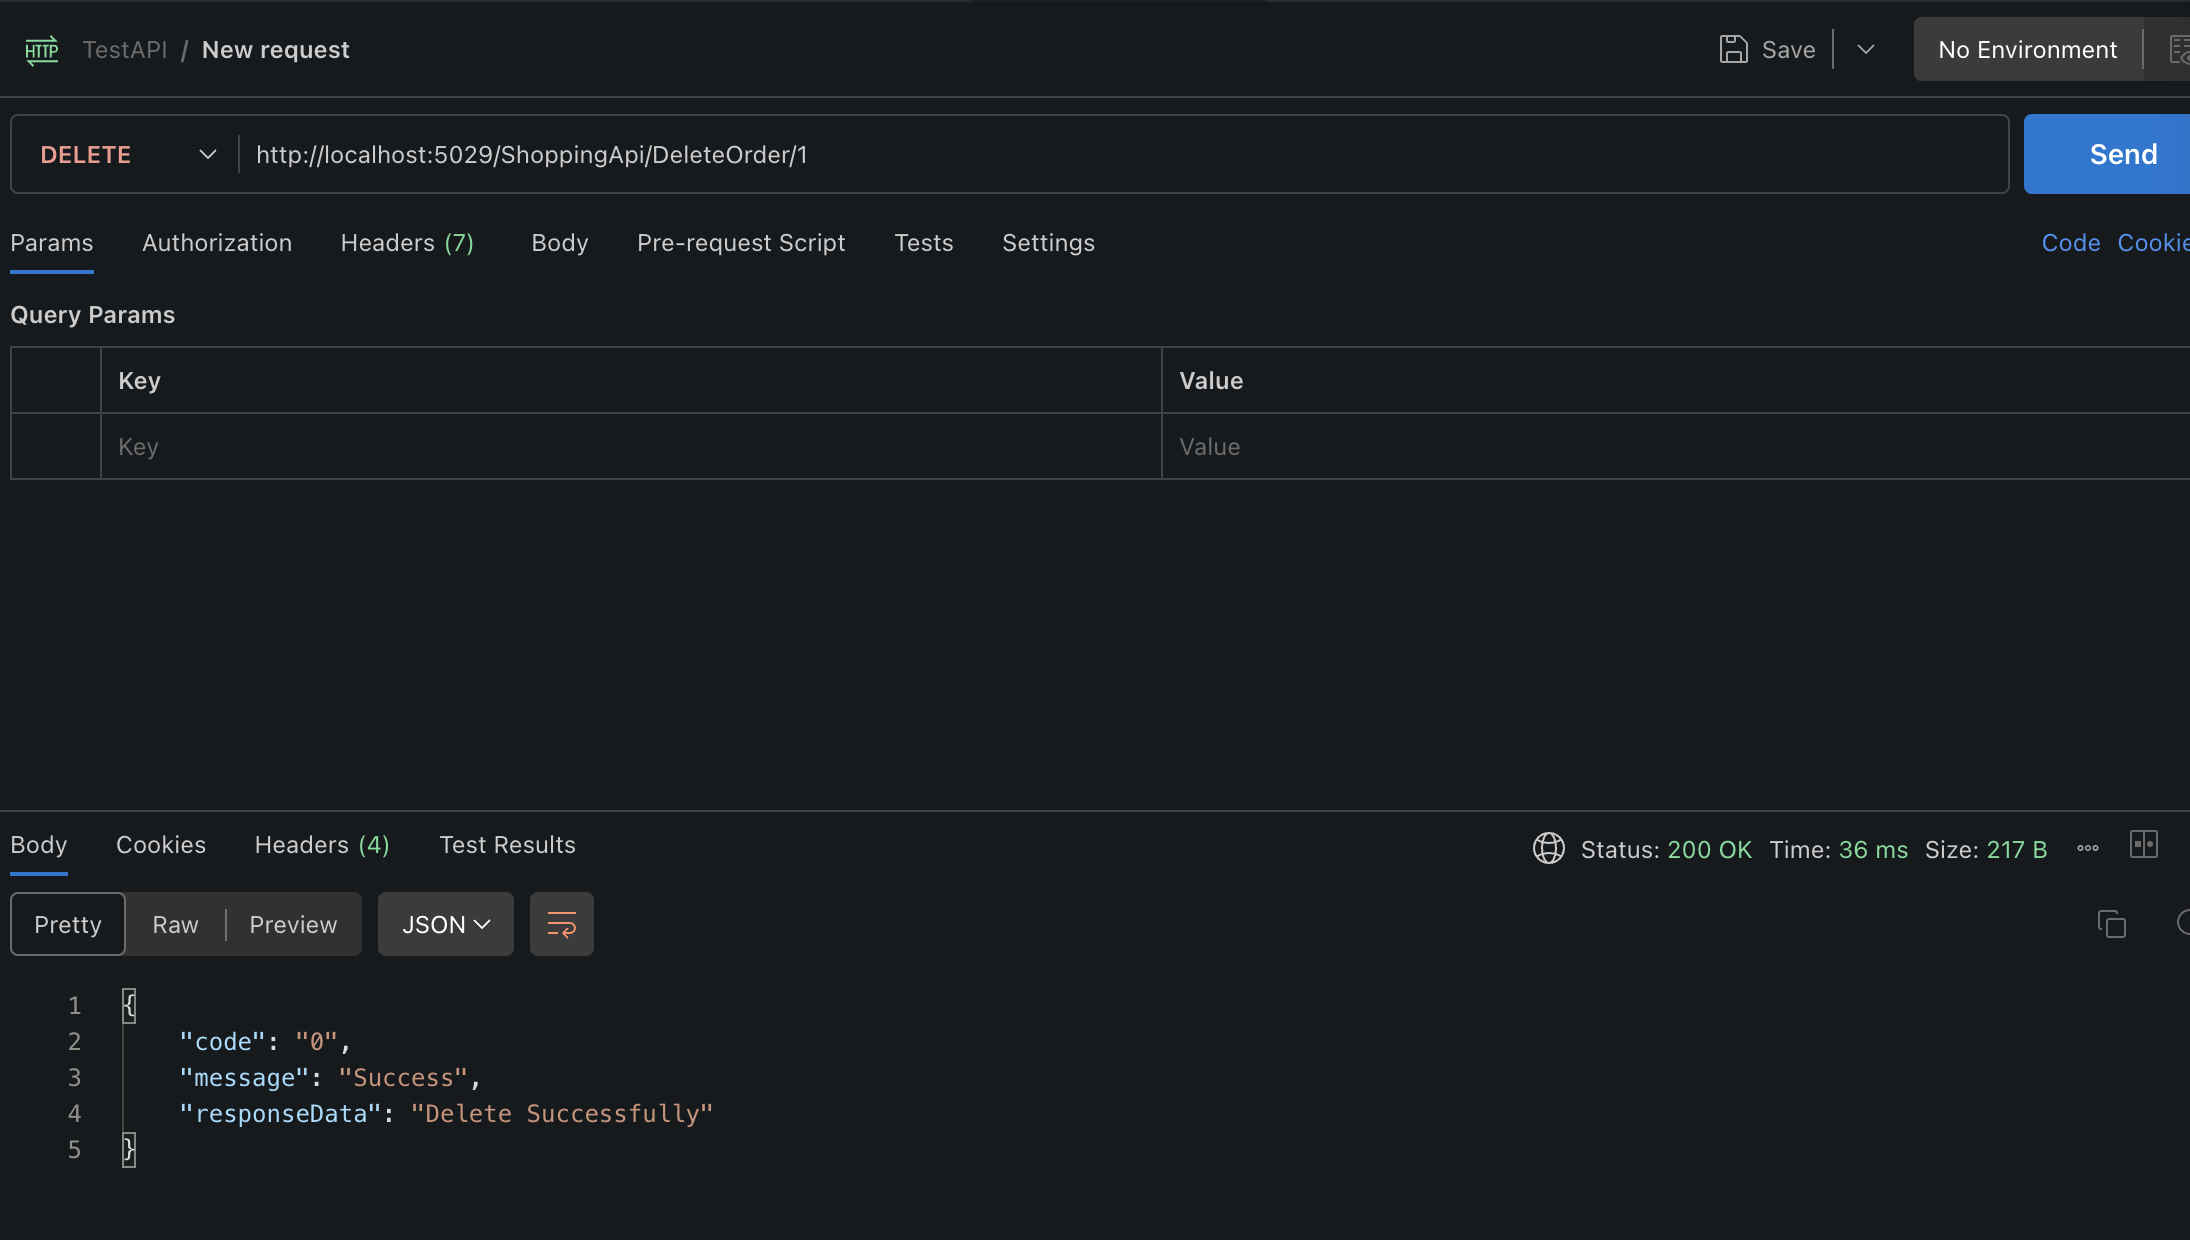 HTTP TestAPI / New request Save No Environment
DELETE http://localhost:5029/ShoppingApi/DeleteOrder/1 Send
Params Authorization Headers (7) Body Pre-request Script Tests Settings Code Cookie
Query Params
Key Value
Key Value
Body Cookies Headers (4) Test Results Status: 200 OK Time: 36 ms Size: 217 B
Pretty Raw Preview JSON
1 {
2 "code": "0",
3 "message": "Success",
4 "responseData": "Delete Successfully"
5 }